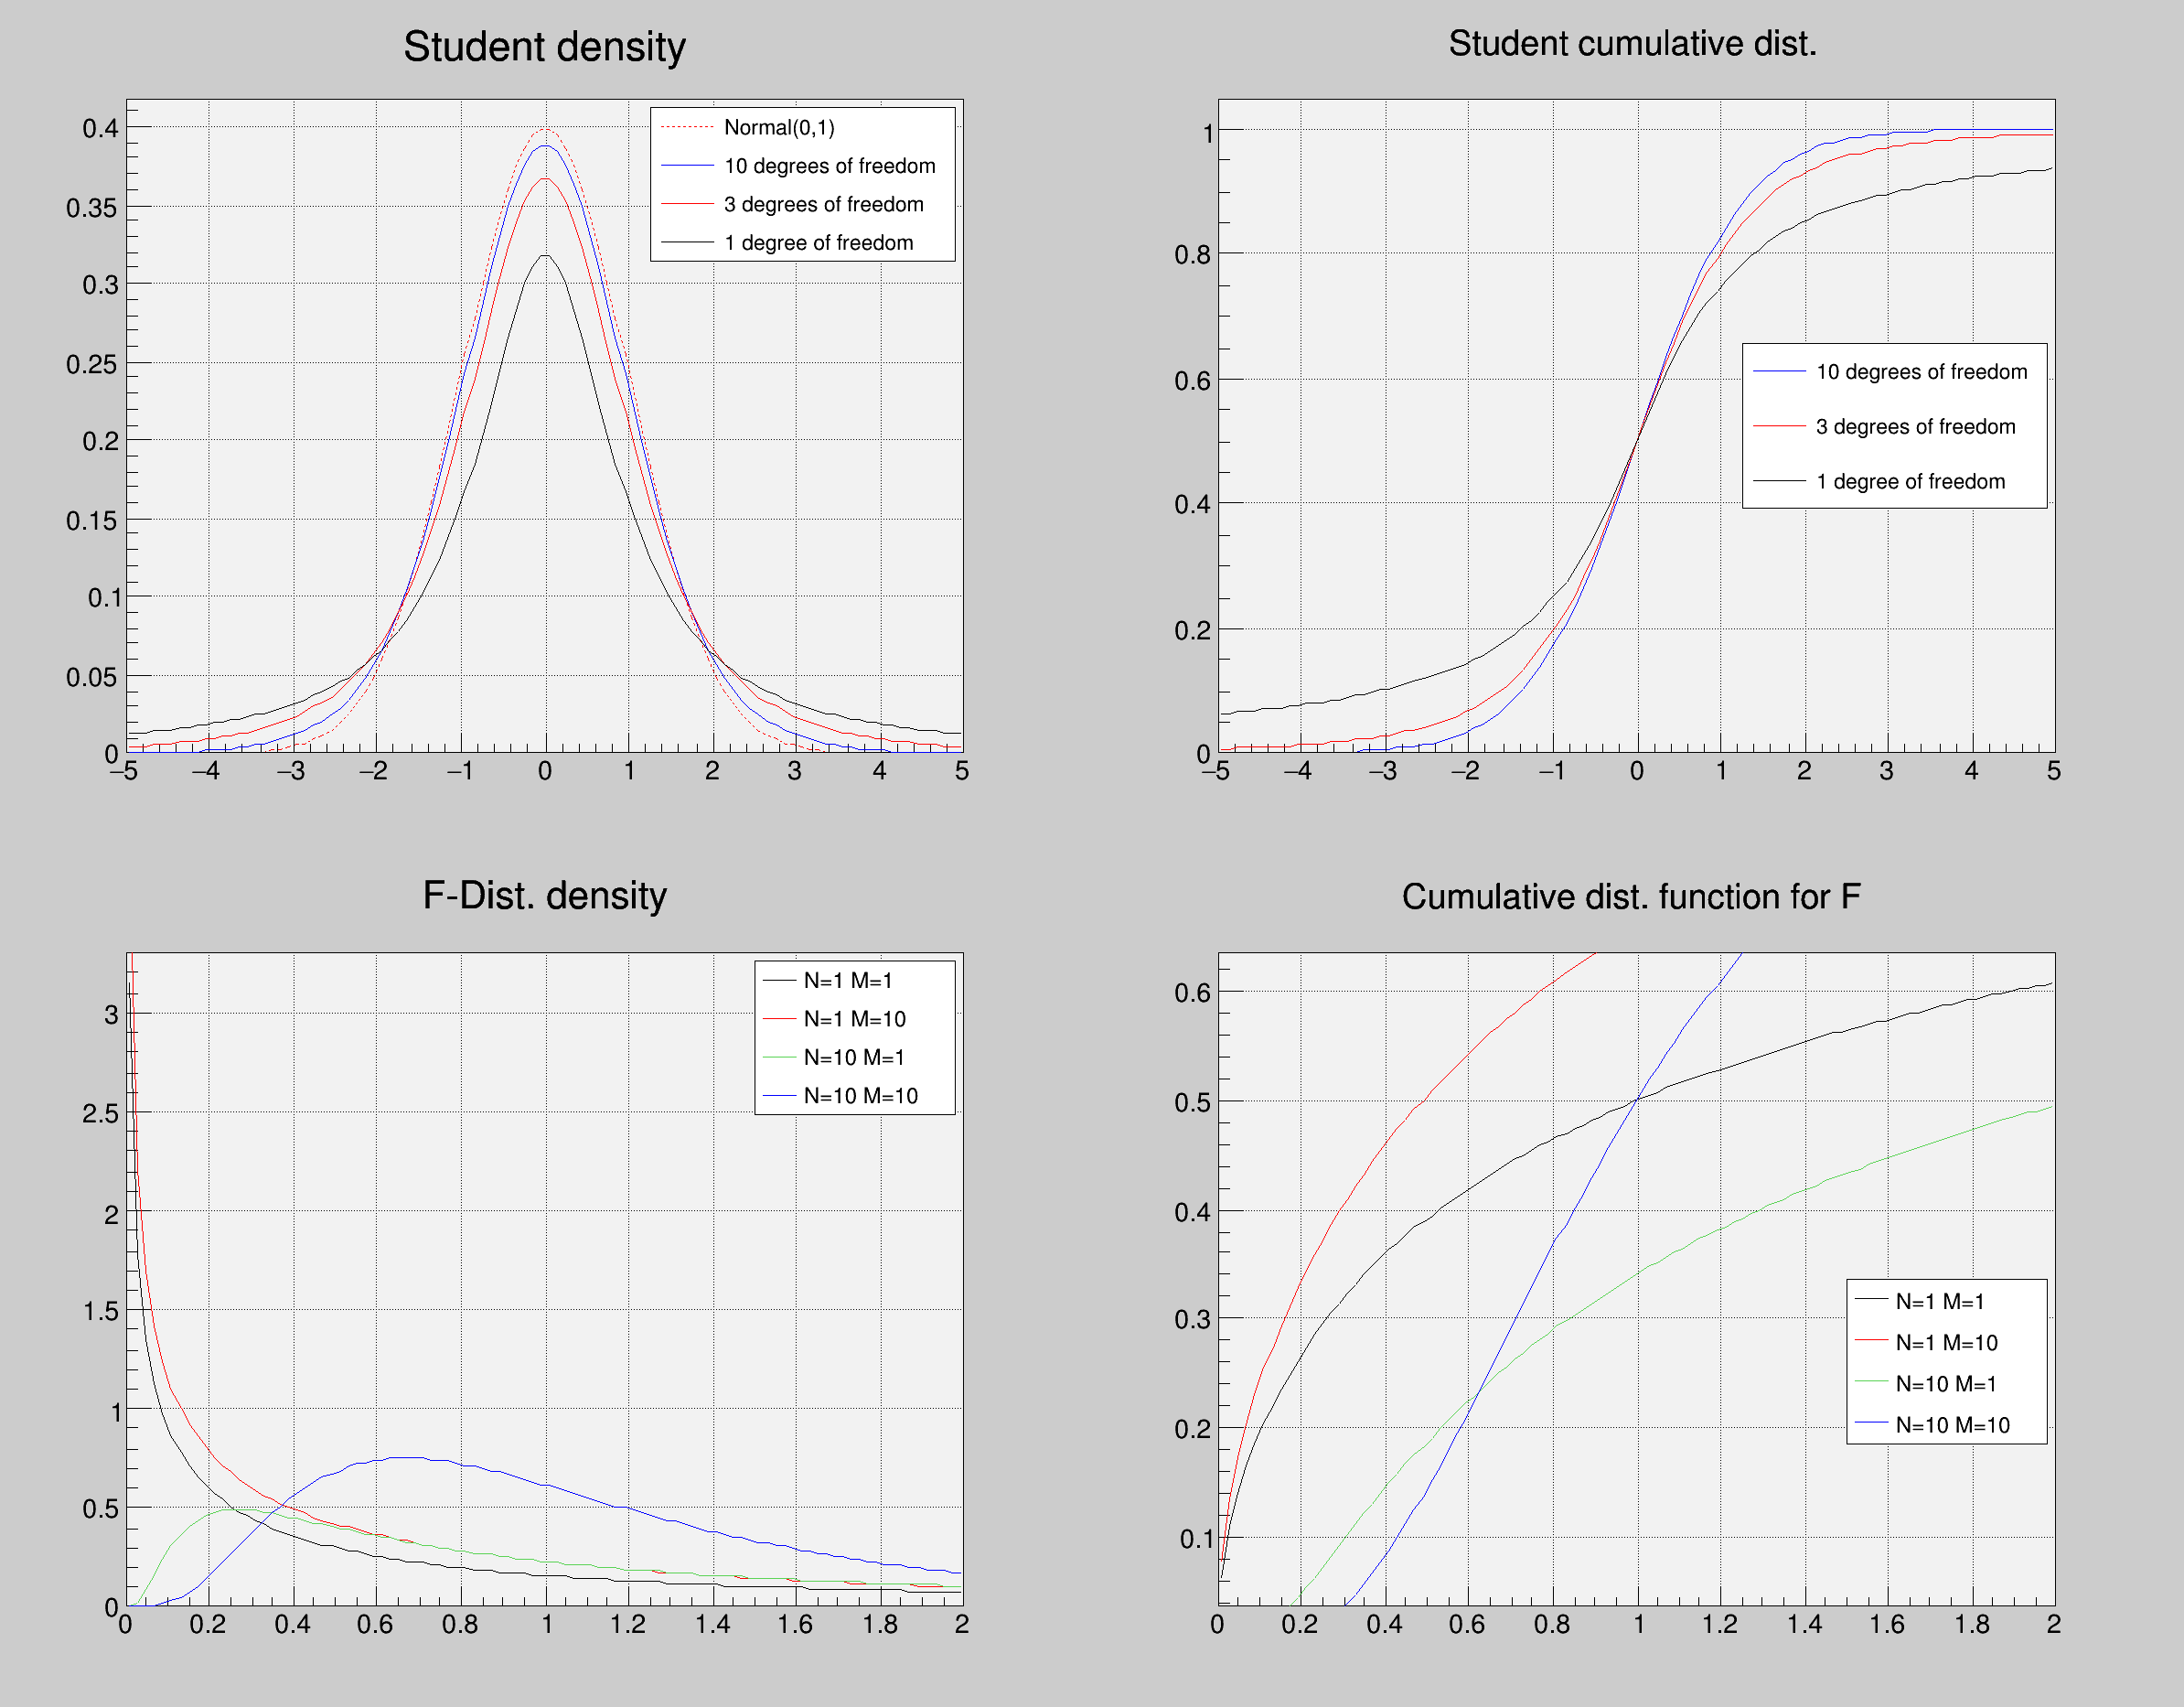 Student density
0.4
0.35
0.3
0.25
0.2
0.15
0.1
0.05
0
−5 −4 −3 −2 −1 0 1 2 3 4 5
Normal(0,1)
10 degrees of freedom
3 degrees of freedom
1 degree of freedom
Student cumulative dist.
1
0.8
0.6
0.4
0.2
0
−5 −4 −3 −2 −1 0 1 2 3 4 5
10 degrees of freedom
3 degrees of freedom
1 degree of freedom
F-Dist. density
3
2.5
2
1.5
1
0.5
0
0 0.2 0.4 0.6 0.8 1 1.2 1.4 1.6 1.8 2
N=1 M=1
N=1 M=10
N=10 M=1
N=10 M=10
Cumulative dist. function for F
0.6
0.5
0.4
0.3
0.2
0.1
0 0.2 0.4 0.6 0.8 1 1.2 1.4 1.6 1.8 2
N=1 M=1
N=1 M=10
N=10 M=1
N=10 M=10